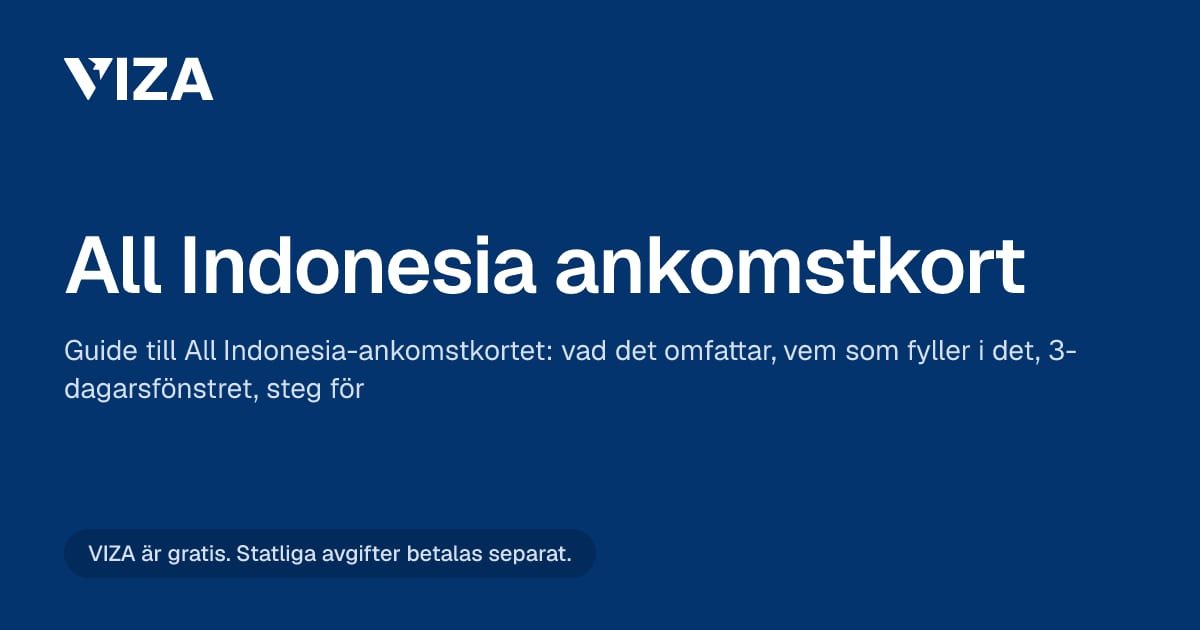 VIZA
All Indonesia ankomstkort
Guide till All Indonesia-ankomstkortet: vad det omfattar, vem som fyller i det, 3-
dagarsfönstret, steg för
VIZA är gratis. Statliga avgifter betalas separat.